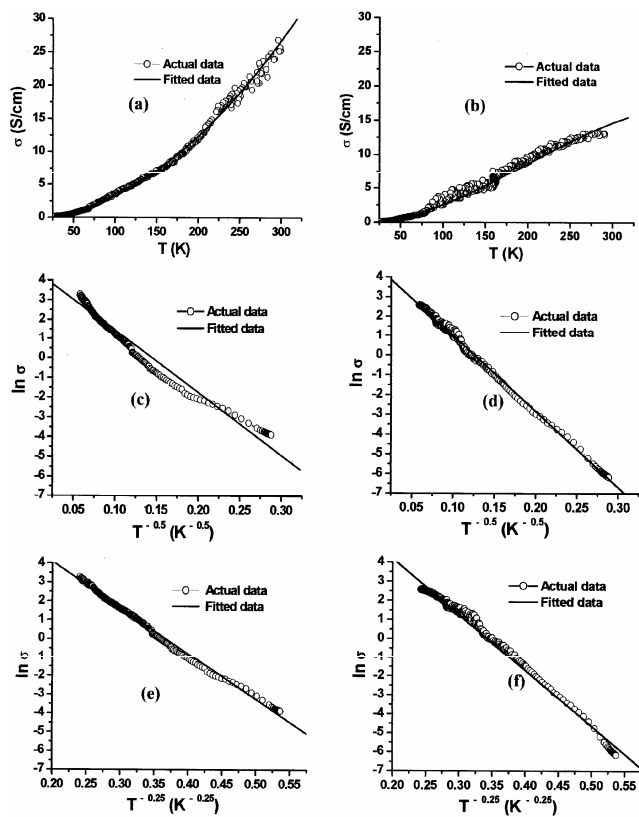 30
25
20
15
10
5
0
σ (S/cm)
Actual data
Fitted data
(a)
50 100 150 200 250 300
T (K)
30
25
20
15
10
5
0
σ (S/cm)
Actual data
Fitted data
(b)
50 100 150 200 250 300
T (K)
4
3
2
1
0
-1
-2
-3
-4
-5
-6
-7
ln σ
Actual data
Fitted data
(c)
0.05 0.10 0.15 0.20 0.25 0.30
T^-0.5 (K^-0.5)
4
3
2
1
0
-1
-2
-3
-4
-5
-6
-7
ln σ
Actual data
Fitted data
(d)
0.05 0.10 0.15 0.20 0.25 0.30
T^-0.5 (K^-0.5)
4
3
2
1
0
-1
-2
-3
-4
-5
-6
-7
ln σ
Actual data
Fitted data
(e)
0.20 0.25 0.30 0.35 0.40 0.45 0.50 0.55
T^-0.25 (K^-0.25)
4
3
2
1
0
-1
-2
-3
-4
-5
-6
-7
ln σ
Actual data
Fitted data
(f)
0.20 0.25 0.30 0.35 0.40 0.45 0.50 0.55
T^-0.25 (K^-0.25)